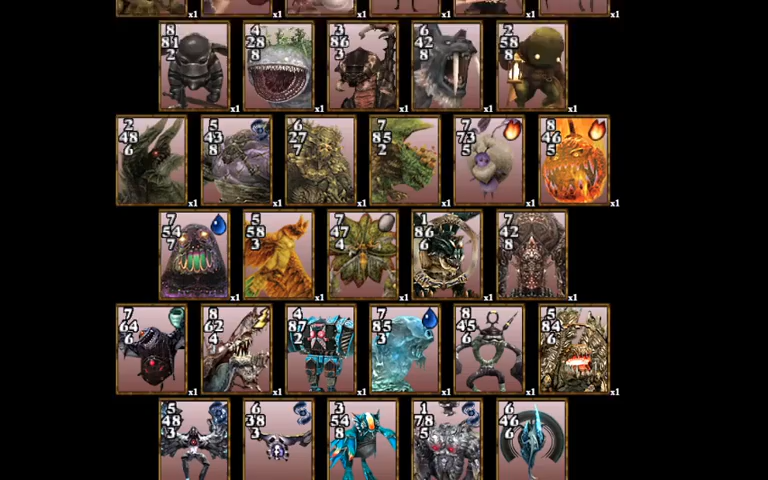 x1 x1 x1 x1 x1 x1
8 4 3 6 2
81 28 86 42 58
2 8 3 8 8
x1 x1 x1 x1 x1
2 5 6 7 7 8
48 43 27 85 73 46
6 8 7 2 5 5
x1 x1 x1 x1 x1 x1
7 5 7 1 7
54 58 47 86 42
7 3 4 6 8
x1 x1 x1 x1 x1
7 8 4 7 8 5
64 62 87 85 45 84
6 4 2 3 6 6
x1 x1 x1 x1 x1 x1
5 6 3 1 6
48 38 54 78 46
3 3 8 5 6